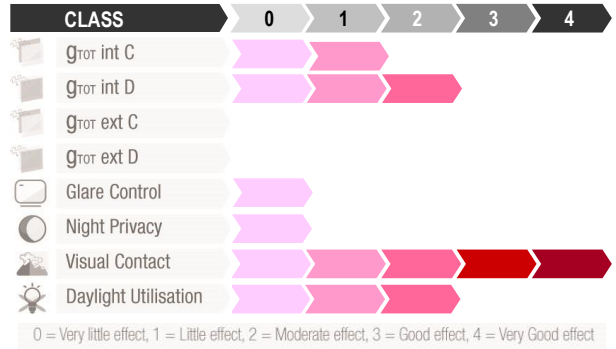 CLASS 0 1 2 3 4
gTOT int C
gTOT int D
gTOT ext C
gTOT ext D
Glare Control
Night Privacy
Visual Contact
Daylight Utilisation
0 = Very little effect, 1 = Little effect, 2 = Moderate effect, 3 = Good effect, 4 = Very Good effect